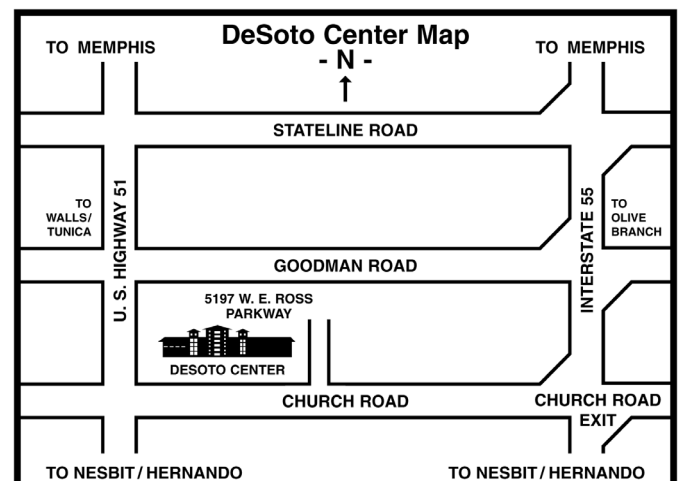 DeSoto Center Map
- N -
TO MEMPHIS
TO MEMPHIS
STATELINE ROAD
TO
WALLS/
TUNICA
U. S. HIGHWAY 51
INTERSTATE 55
TO
OLIVE
BRANCH
GOODMAN ROAD
5197 W. E. ROSS
PARKWAY
DESOTO CENTER
CHURCH ROAD
CHURCH ROAD
EXIT
TO NESBIT / HERNANDO
TO NESBIT / HERNANDO